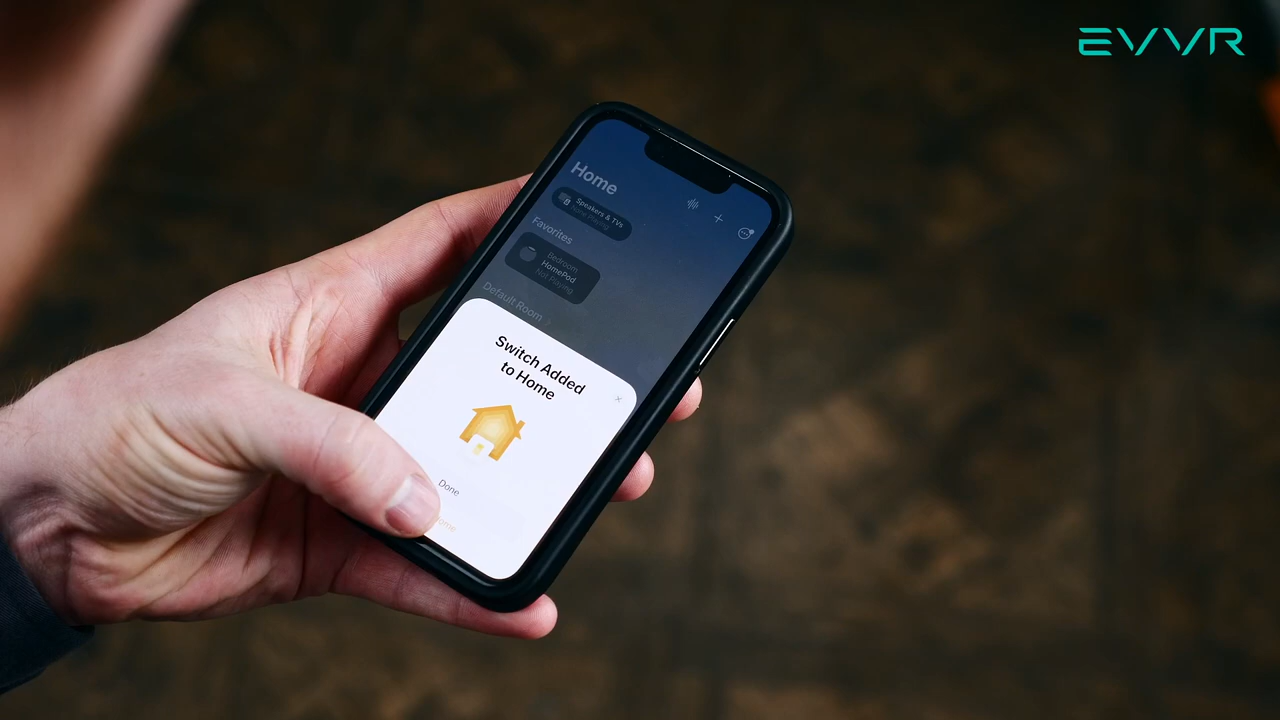 EVVR
Home
Speakers & TVs
Favorites
Bedroom
HomePod
Not Playing
Default Room
Switch Added
to Home
Done